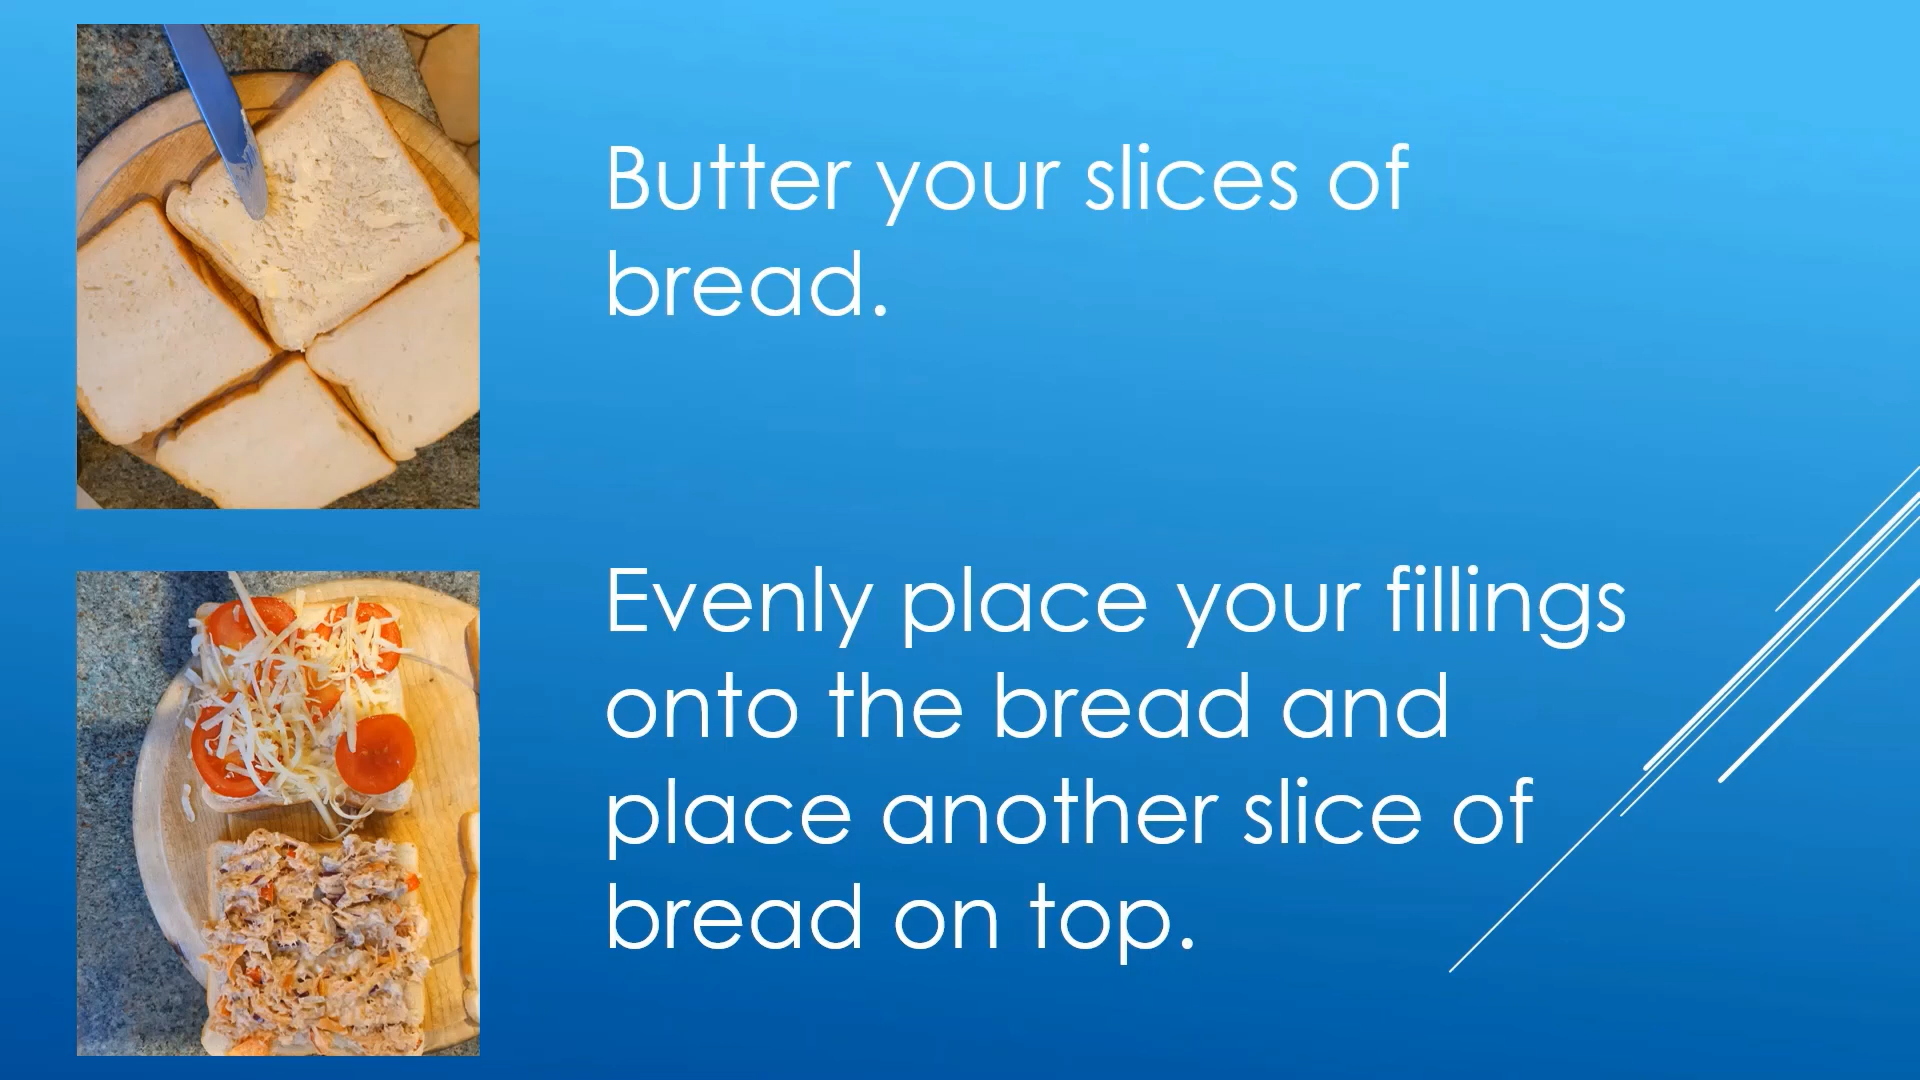 Butter your slices of
bread.
Evenly place your fillings
onto the bread and
place another slice of
bread on top.